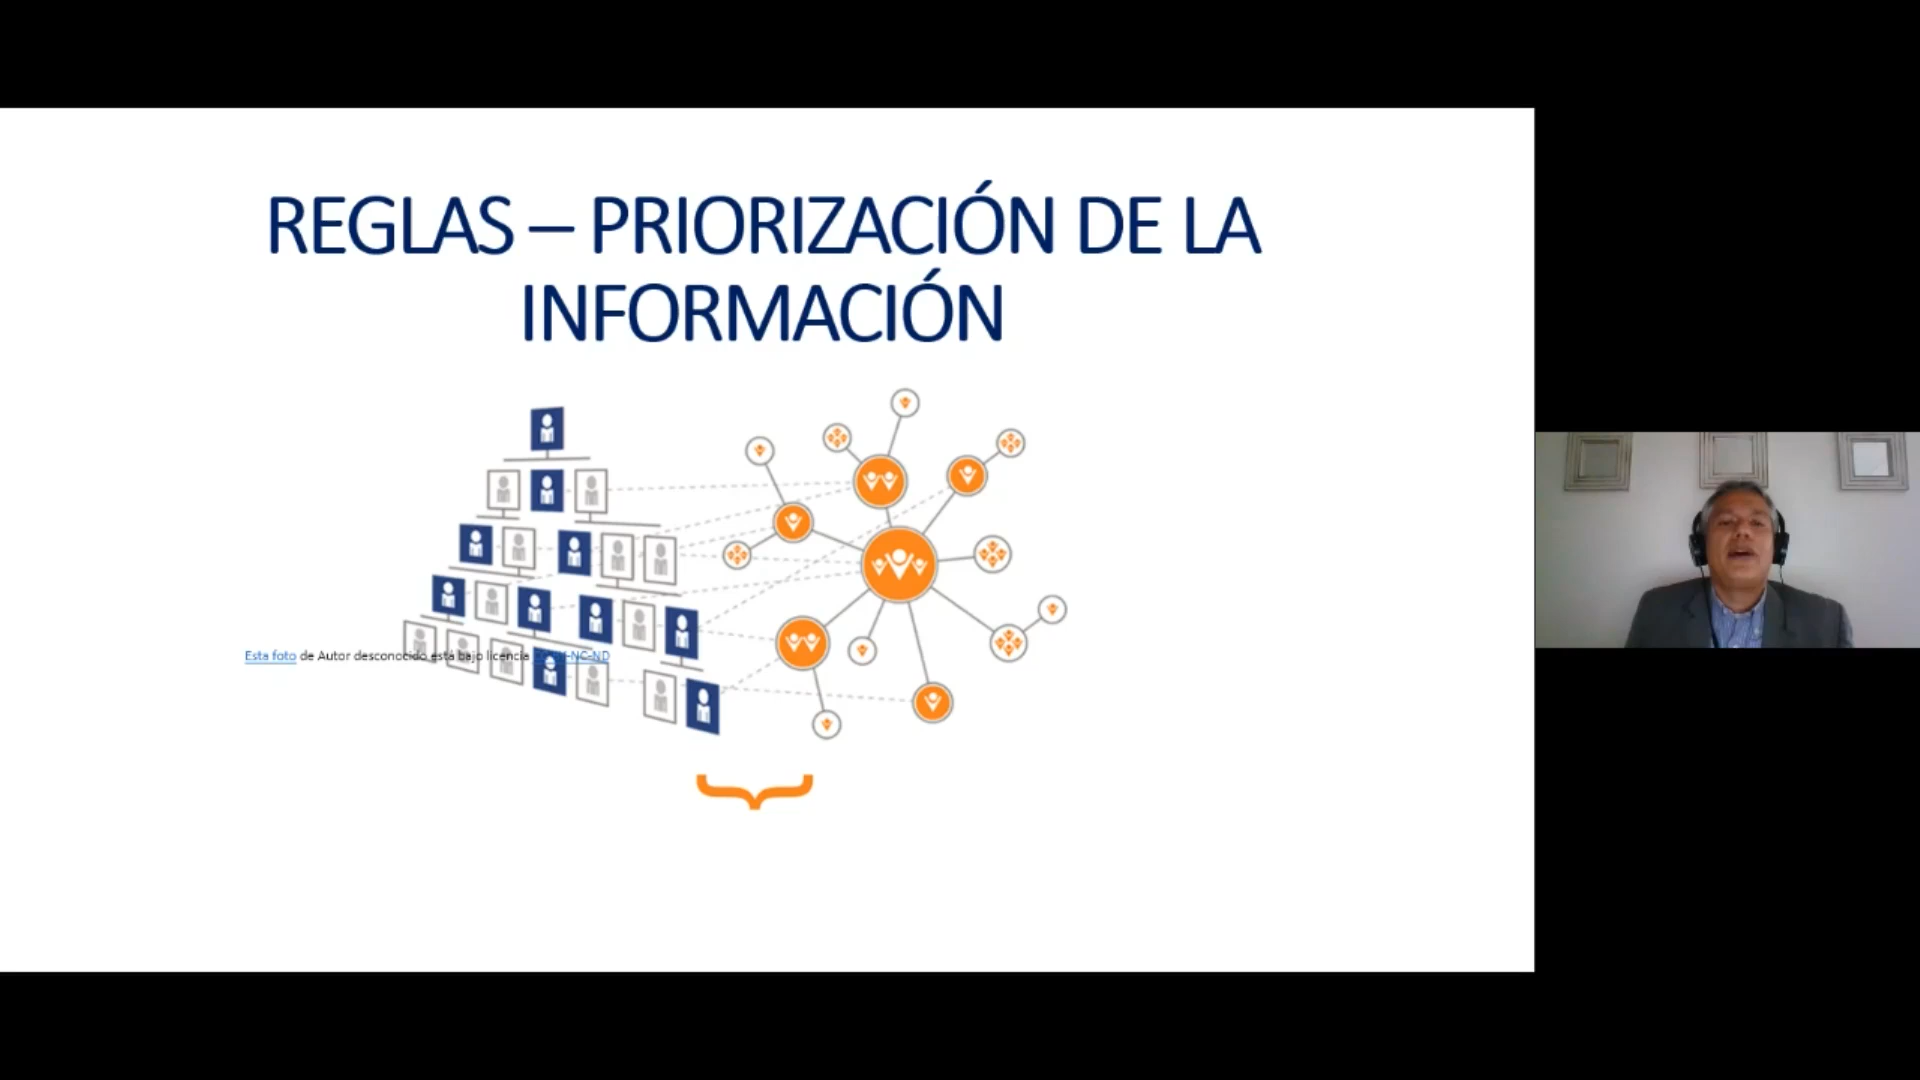 REGLAS – PRIORIZACIÓN DE LA
INFORMACIÓN
Esta foto de Autor desconocido está bajo licencia CC BY-NC-ND